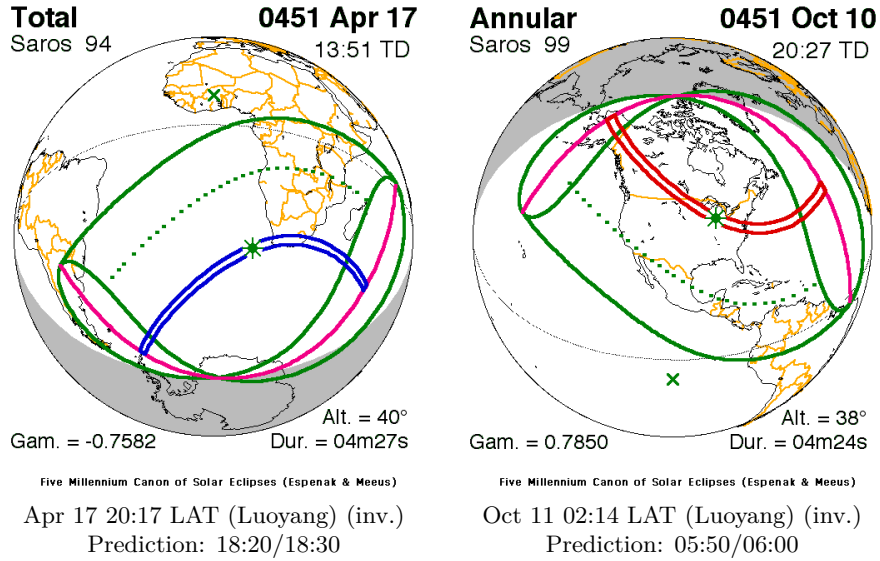 Total 0451 Apr 17
Saros 94 13:51 TD
Alt. = 40°
Gam. = -0.7582 Dur. = 04m27s
Five Millennium Canon of Solar Eclipses (Espenak & Meeus)
Apr 17 20:17 LAT (Luoyang) (inv.)
Prediction: 18:20/18:30
Annular 0451 Oct 10
Saros 99 20:27 TD
Alt. = 38°
Gam. = 0.7850 Dur. = 04m24s
Five Millennium Canon of Solar Eclipses (Espenak & Meeus)
Oct 11 02:14 LAT (Luoyang) (inv.)
Prediction: 05:50/06:00